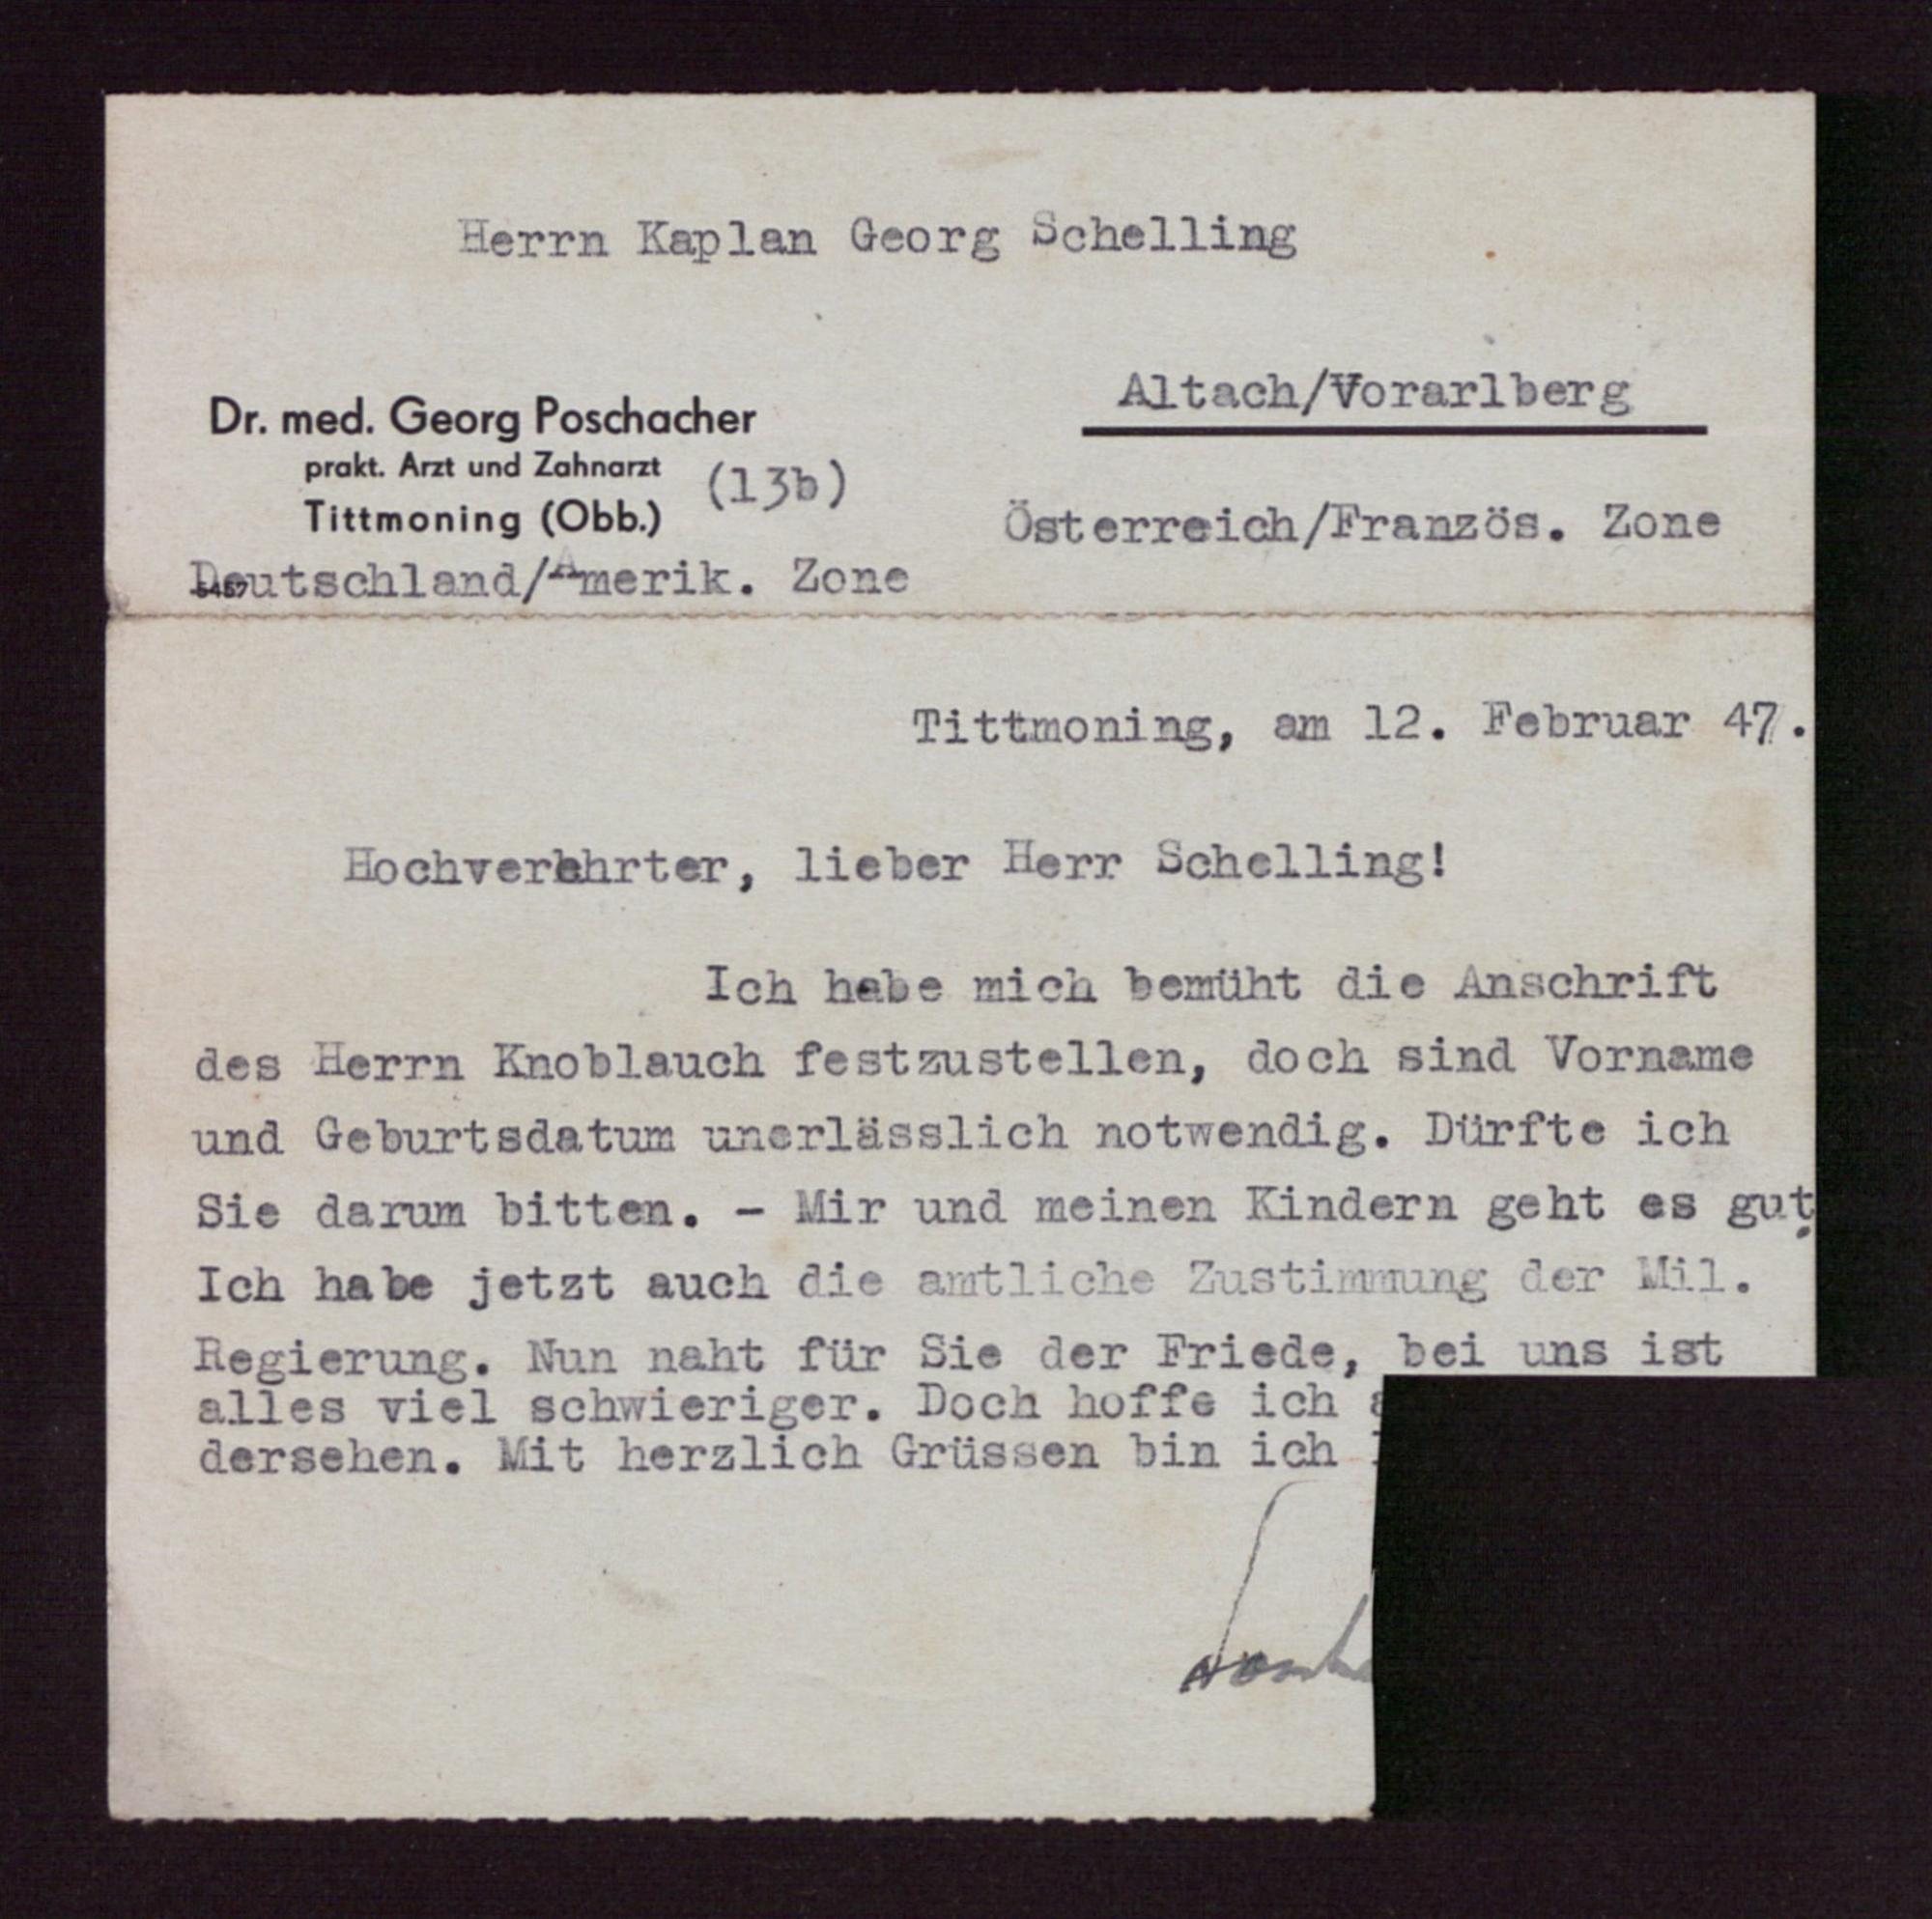 Herrn Kaplan Georg Schelling
Altach/Vorarlberg
Österreich/Französ. Zone
Dr. med. Georg Poschacher
prakt. Arzt und Zahnarzt
(13b)
Tittmoning (Obb.)
Deutschland/Amerik. Zone
Tittmoning, am 12. Februar 47.
Hochverehrter, lieber Herr Schelling!
Ich habe mich bemüht die Anschrift
des Herrn Knoblauch festzustellen, doch sind Vorname
und Geburtsdatum unerlässlich notwendig. Dürfte ich
Sie darum bitten. - Mir und meinen Kindern geht es gut.
Ich habe jetzt auch die amtliche Zustimmung der Mil.
Regierung. Nun naht für Sie der Friede, bei uns ist
alles viel schwieriger. Doch hoffe ich
dersehen. Mit herzlich Grüssen bin ich